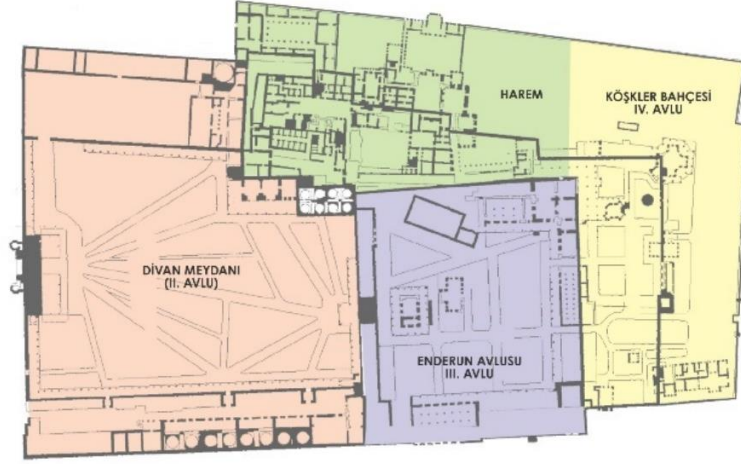 HAREM
KÖŞKLER BAHÇESİ
IV. AVLU
DİVAN MEYDANI
(II. AVLU)
ENDERUN AVLUSU
III. AVLU